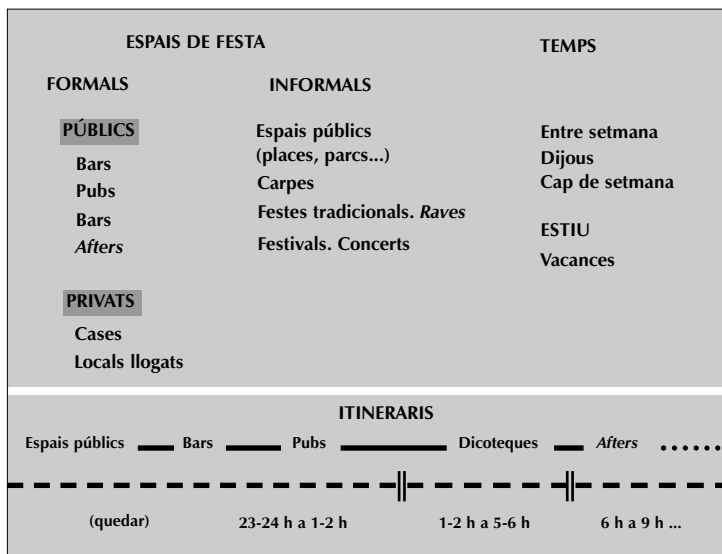 ESPAIS DE FESTA
TEMPS
FORMALS
INFORMALS
PÚBLICS
Bars
Pubs
Bars
Afters
PRIVATS
Cases
Locals llogats
Espais públics
(places, parcs...)
Carpes
Festes tradicionals. Raves
Festivals. Concerts
Entre setmana
Dijous
Cap de setmana
ESTIU
Vacances
ITINERARIS
Espais públics Bars Pubs Dicoteques Afters
(quedar) 23-24 h a 1-2 h 1-2 h a 5-6 h 6 h a 9 h ...